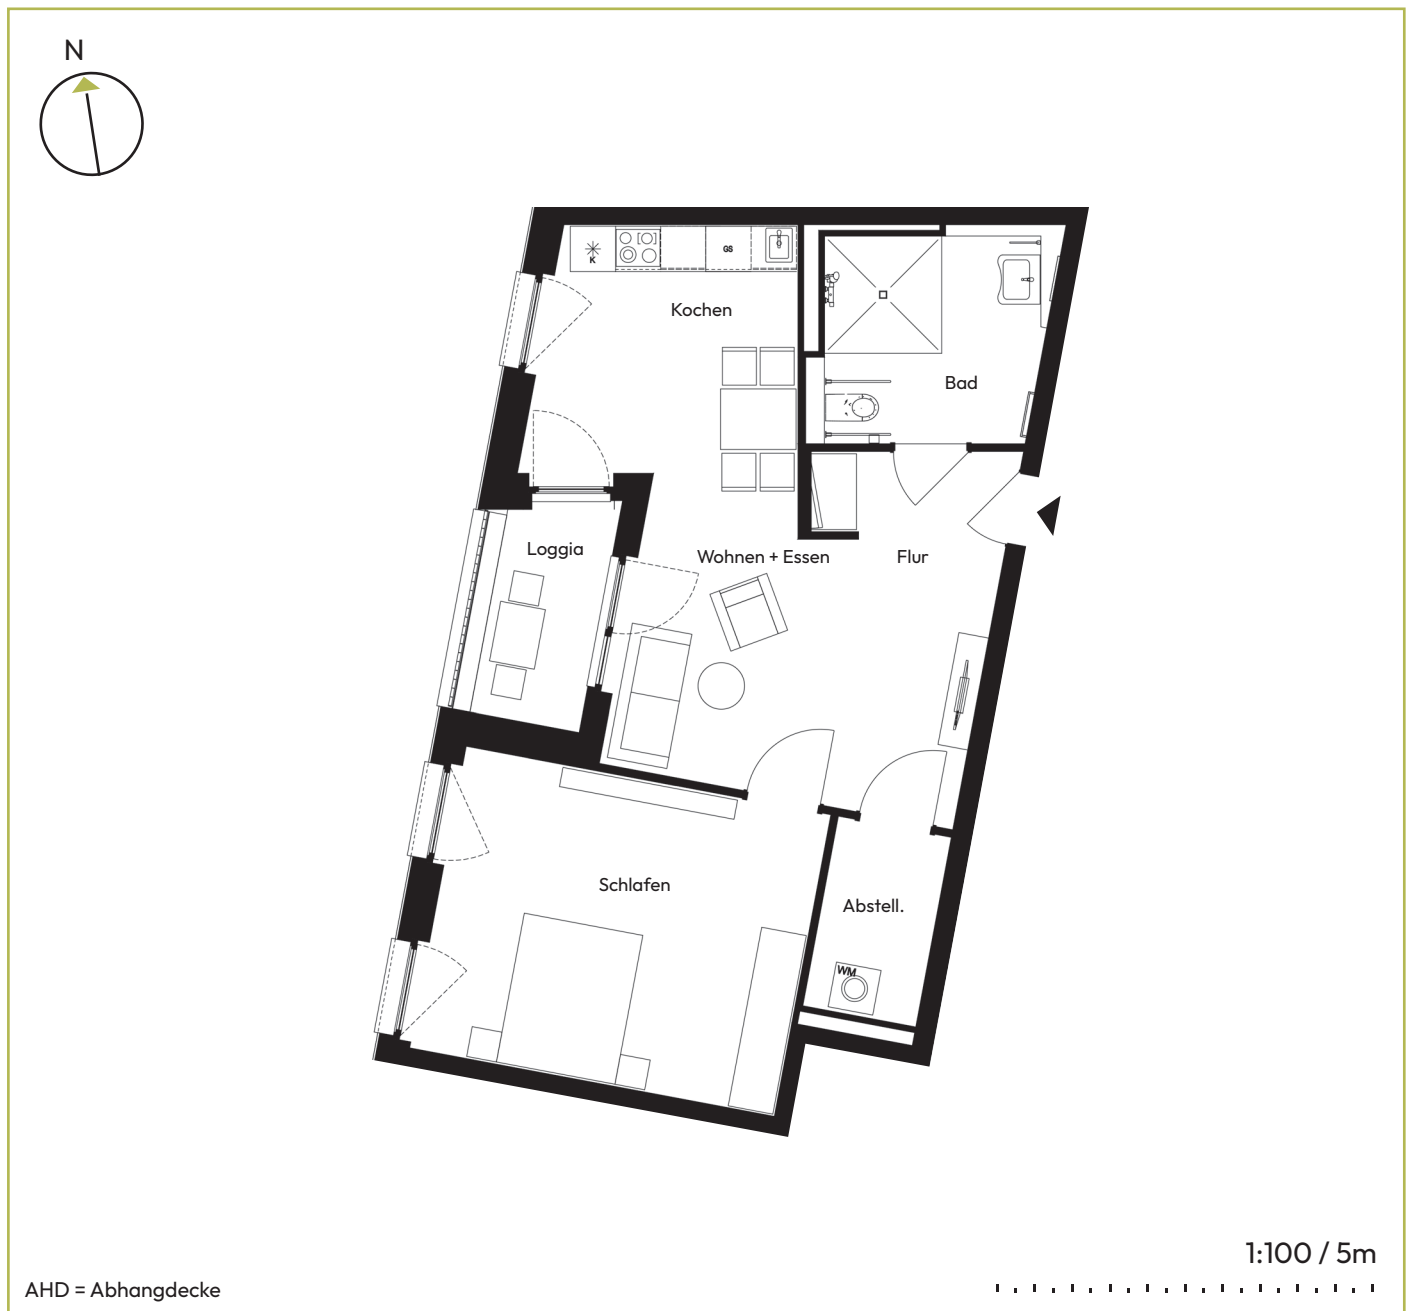 N
K
GS
Kochen
Bad
Loggia
Wohnen + Essen
Flur
Schlafen
Abstell.
WM
1:100 / 5m
AHD = Abhangdecke